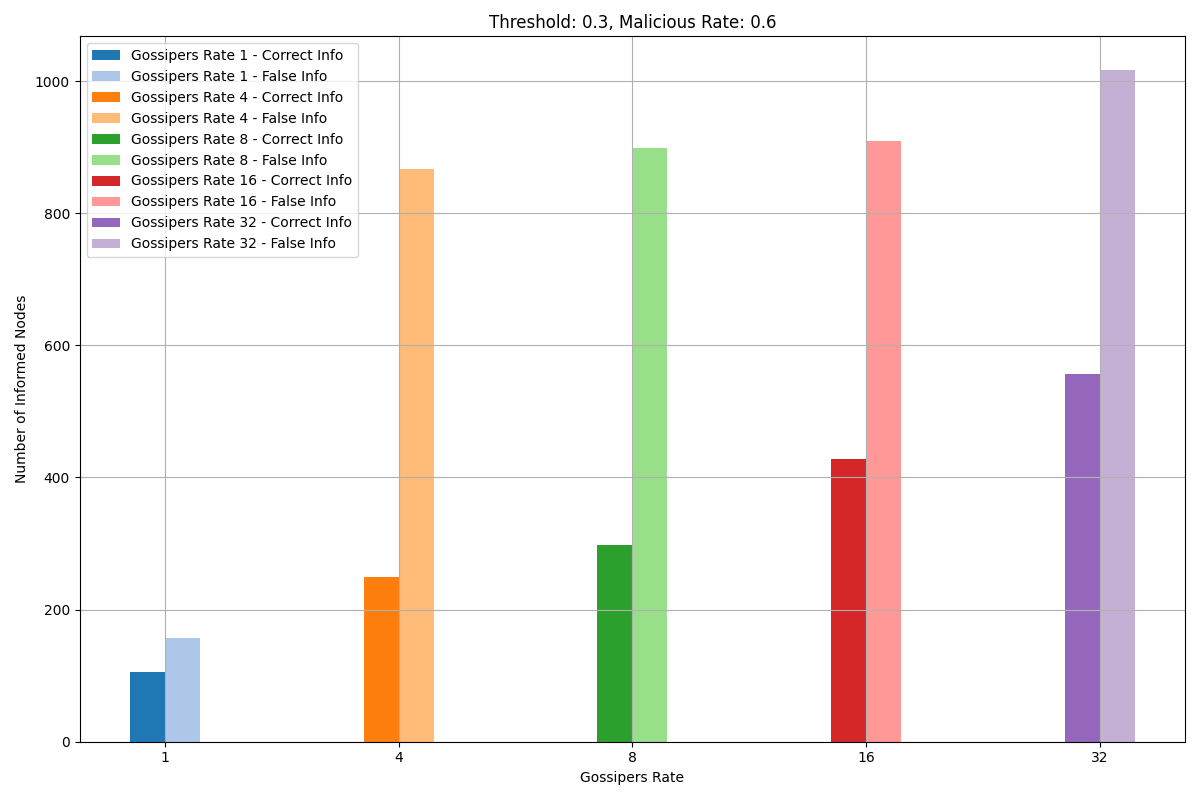 Threshold: 0.3, Malicious Rate: 0.6
Gossipers Rate 1 - Correct Info
Gossipers Rate 1 - False Info
Gossipers Rate 4 - Correct Info
Gossipers Rate 4 - False Info
Gossipers Rate 8 - Correct Info
Gossipers Rate 8 - False Info
Gossipers Rate 16 - Correct Info
Gossipers Rate 16 - False Info
Gossipers Rate 32 - Correct Info
Gossipers Rate 32 - False Info
Number of Informed Nodes
1000
800
600
400
200
0
1 4 8 16 32
Gossipers Rate